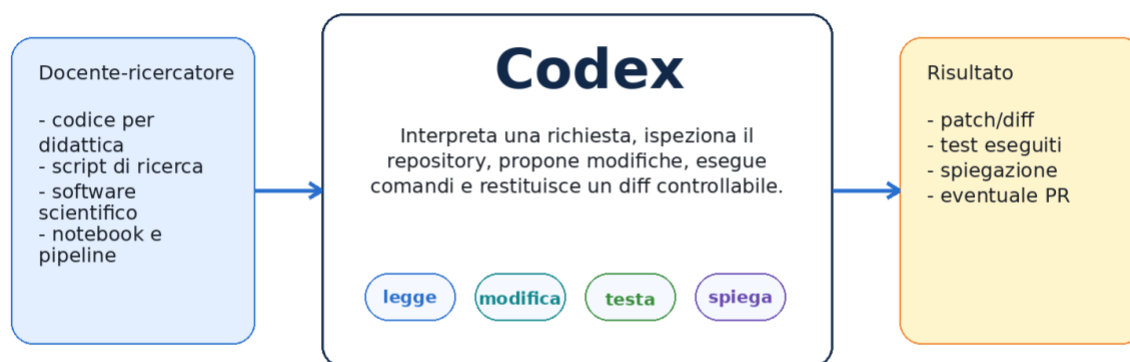 Docente-ricercatore
- codice per
didattica
- script di ricerca
- software
scientifico
- notebook e
pipeline
Codex
Interpreta una richiesta, ispeziona il
repository, propone modifiche, esegue
comandi e restituisce un diff controllabile.
legge
modifica
testa
spiega
Risultato
- patch/diff
- test eseguiti
- spiegazione
- eventuale PR